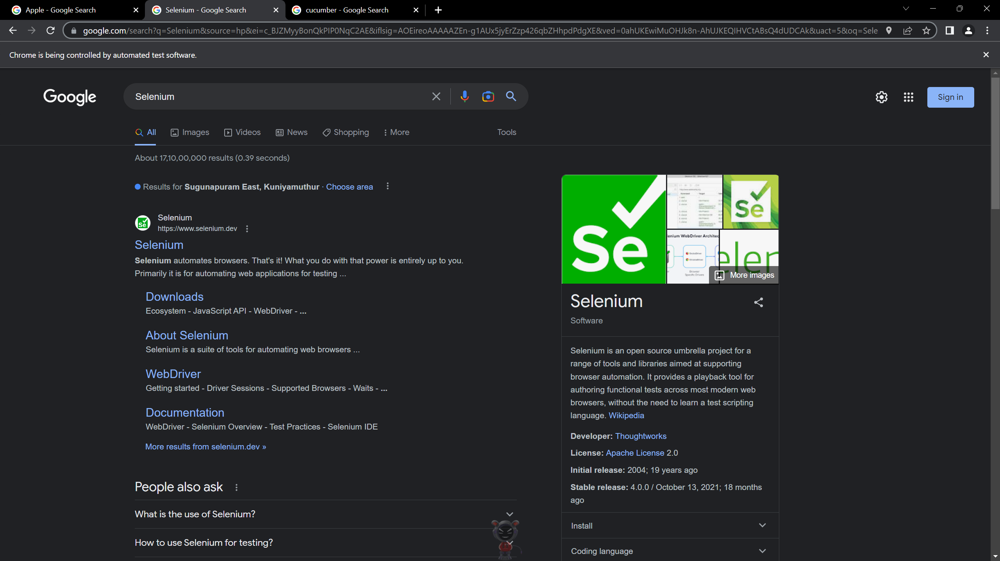 Apple - Google Search
Selenium - Google Search
cucumber - Google Search
google.com/search?q=Selenium&source=hp&ei=c_BJZMyyBonQkPIP0NqC2AE&iflsig=AOEireoAAAAAZEn-g1AUx5jyErZzp426qbZHhpdPdgXE&ved=0ahUKEwiMuOHJk8n-AhUJKEQIHVCtABsQ4dUDCAk&uact=5&oq=Sele
Chrome is being controlled by automated test software.
Google
Selenium
Sign in
All
Images
Videos
News
Shopping
More
Tools
About 17,10,00,000 results (0.39 seconds)
Results for Sugunapuram East, Kuniyamuthur · Choose area
Se
Selenium
https://www.selenium.dev
Selenium
Selenium automates browsers. That's it! What you do with that power is entirely up to you.
Primarily it is for automating web applications for testing ...
Downloads
Ecosystem - JavaScript API - WebDriver - ...
About Selenium
Selenium is a suite of tools for automating web browsers ...
WebDriver
Getting started - Driver Sessions - Supported Browsers - Waits - ...
Documentation
WebDriver - Selenium Overview - Test Practices - Selenium IDE
More results from selenium.dev »
People also ask
What is the use of Selenium?
How to use Selenium for testing?
Se
Se
enium WebDriver Architec
Browser
Specific Drivers
elen
More images
Selenium
Software
Selenium is an open source umbrella project for a
range of tools and libraries aimed at supporting
browser automation. It provides a playback tool for
authoring functional tests across most modern web
browsers, without the need to learn a test scripting
language. Wikipedia
Developer: Thoughtworks
License: Apache License 2.0
Initial release: 2004; 19 years ago
Stable release: 4.0.0 / October 13, 2021; 18 months
ago
Install
Coding language